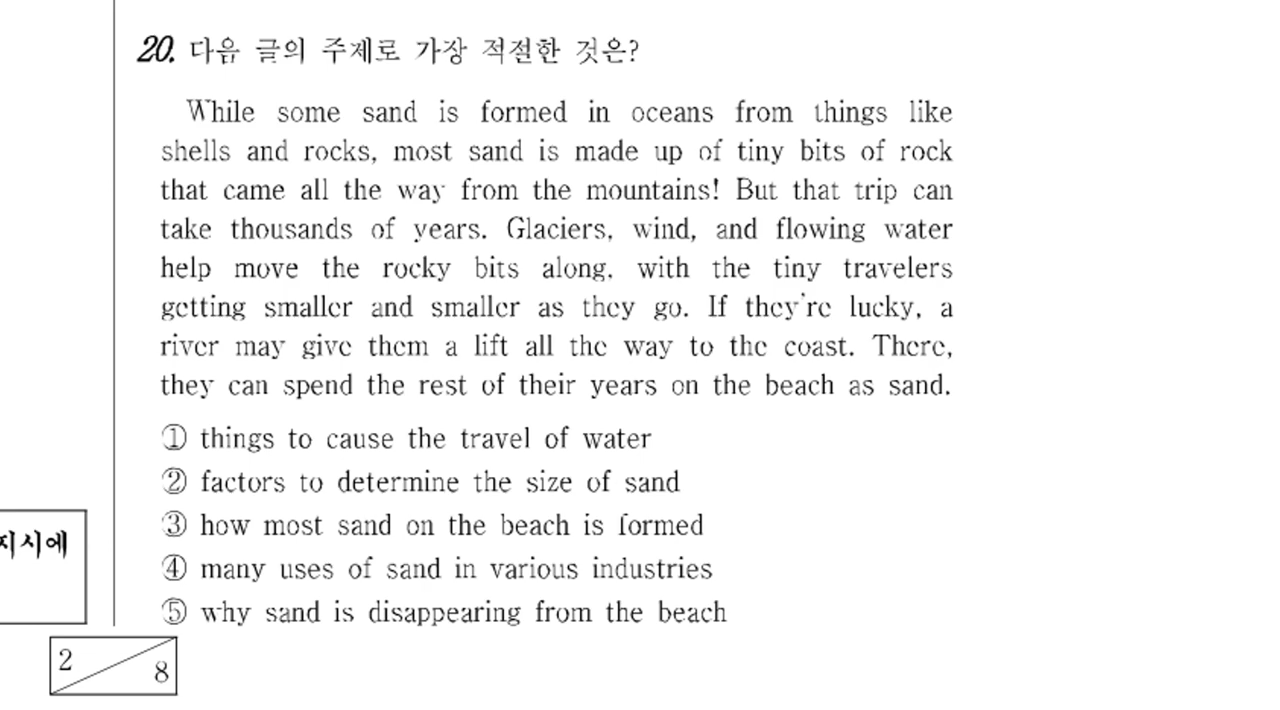 20. 다음 글의 주제로 가장 적절한 것은?
While some sand is formed in oceans from things like
shells and rocks, most sand is made up of tiny bits of rock
that came all the way from the mountains! But that trip can
take thousands of years. Glaciers, wind, and flowing water
help move the rocky bits along, with the tiny travelers
getting smaller and smaller as they go. If they're lucky, a
river may give them a lift all the way to the coast. There,
they can spend the rest of their years on the beach as sand.
① things to cause the travel of water
② factors to determine the size of sand
③ how most sand on the beach is formed
④ many uses of sand in various industries
⑤ why sand is disappearing from the beach
지시에
2
8